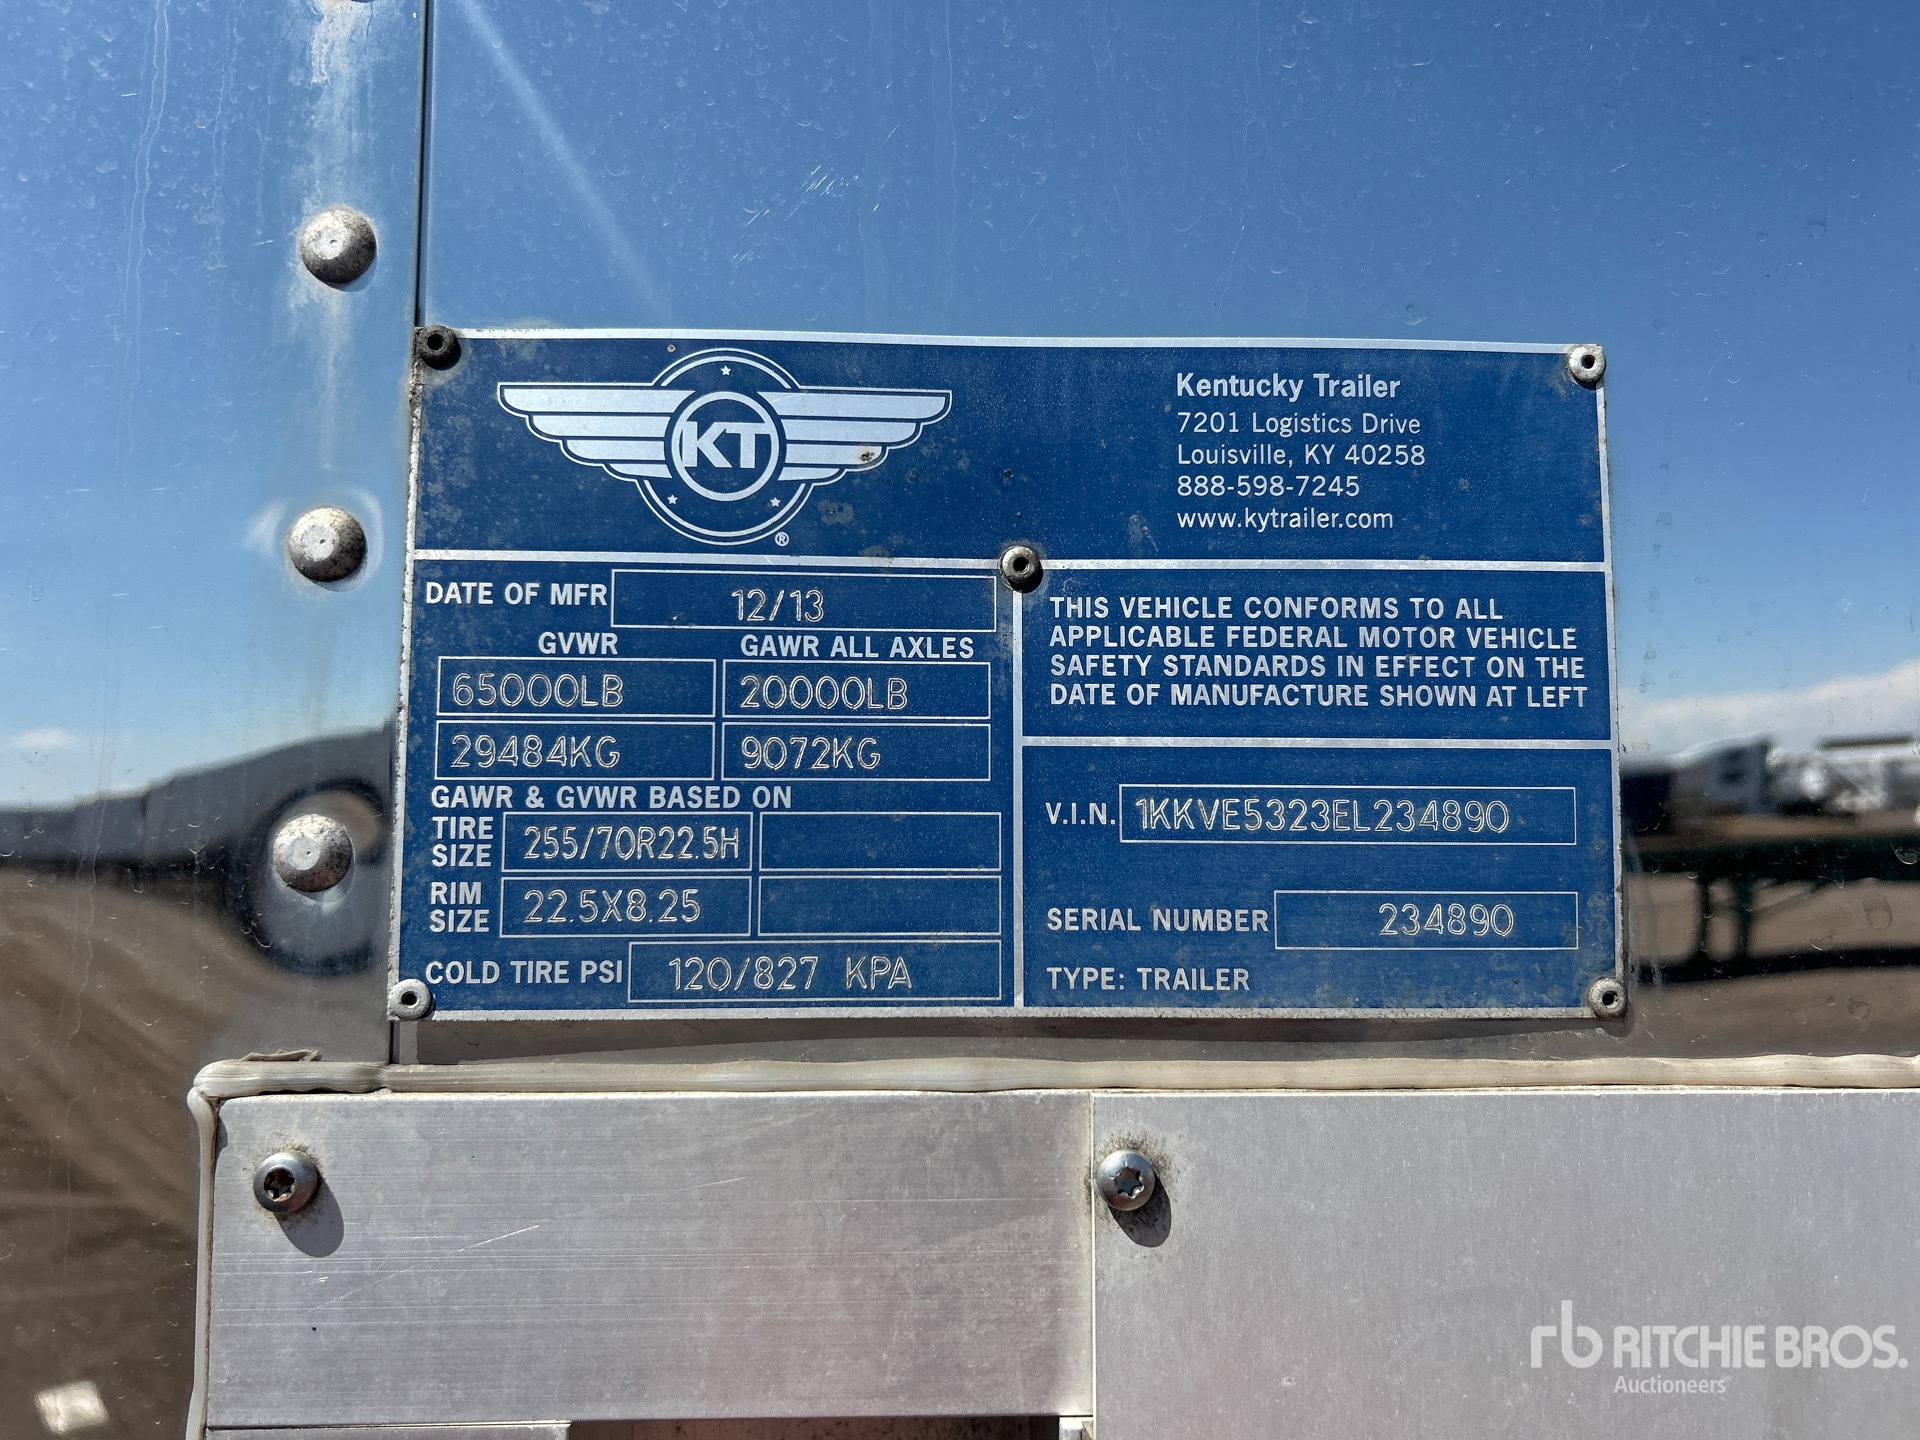 KT
®
Kentucky Trailer
7201 Logistics Drive
Louisville, KY 40258
888-598-7245
www.kytrailer.com
DATE OF MFR 12/13
GVWR GAWR ALL AXLES
65000LB 20000LB
29484KG 9072KG
GAWR & GVWR BASED ON
TIRE SIZE 255/70R22.5H
RIM SIZE 22.5X8.25
COLD TIRE PSI 120/827 KPA
THIS VEHICLE CONFORMS TO ALL
APPLICABLE FEDERAL MOTOR VEHICLE
SAFETY STANDARDS IN EFFECT ON THE
DATE OF MANUFACTURE SHOWN AT LEFT
V.I.N. 1KKVE5323EL234890
SERIAL NUMBER 234890
TYPE: TRAILER
rb RITCHIE BROS.
Auctioneers